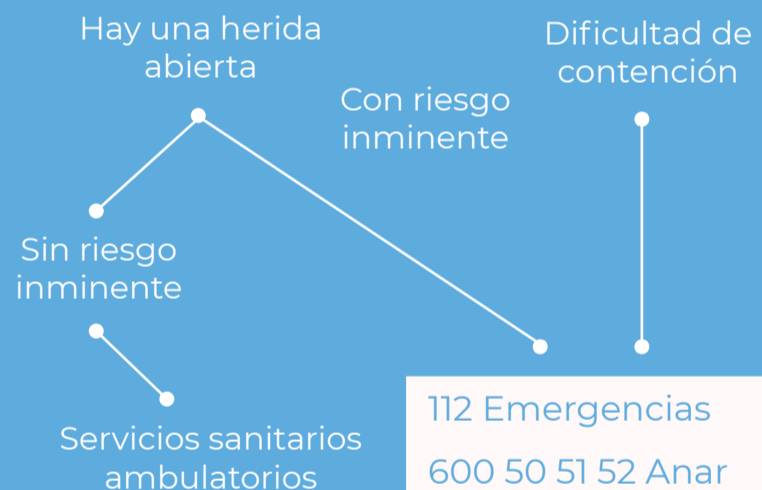 Hay una herida
abierta
Dificultad de
contención
Con riesgo
inminente
Sin riesgo
inminente
Servicios sanitarios
ambulatorios
112 Emergencias
600 50 51 52 Anar